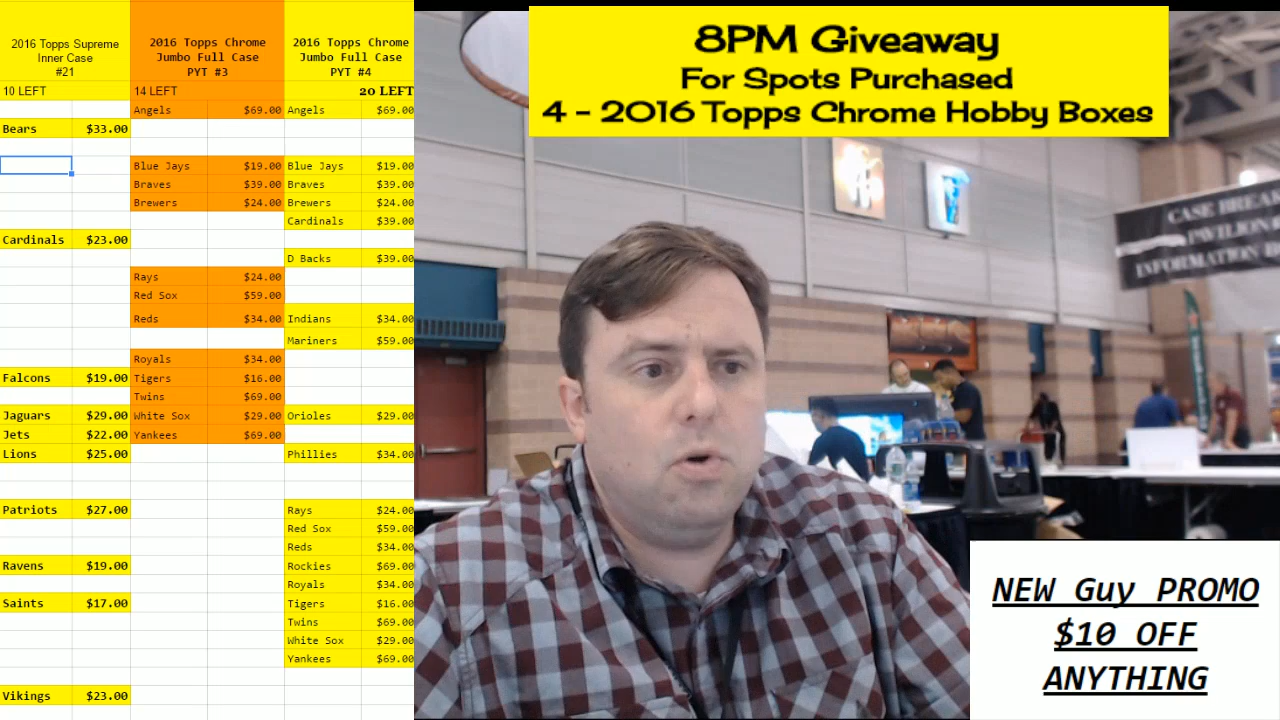 2016 Topps Supreme
Inner Case
#21
10 LEFT
Bears $33.00
Cardinals $23.00
Falcons $19.00
Jaguars $29.00
Jets $22.00
Lions $25.00
Patriots $27.00
Ravens $19.00
Saints $17.00
Vikings $23.00
2016 Topps Chrome
Jumbo Full Case
PYT #3
14 LEFT
Angels $69.00
Blue Jays $19.00
Braves $39.00
Brewers $24.00
Rays $24.00
Red Sox $59.00
Reds $34.00
Royals $34.00
Tigers $16.00
Twins $69.00
White Sox $29.00
Yankees $69.00
2016 Topps Chrome
Jumbo Full Case
PYT #4
20 LEFT
Angels $69.00
Blue Jays $19.00
Braves $39.00
Brewers $24.00
Cardinals $39.00
D Backs $39.00
Indians $34.00
Mariners $59.00
Orioles $29.00
Phillies $34.00
Rays $24.00
Red Sox $59.00
Reds $34.00
Rockies $69.00
Royals $34.00
Tigers $16.00
Twins $69.00
White Sox $29.00
Yankees $69.00
8PM Giveaway
For Spots Purchased
4 - 2016 Topps Chrome Hobby Boxes
CASE BREAK
PAVILION
INFORMATION
NEW Guy PROMO
$10 OFF
ANYTHING